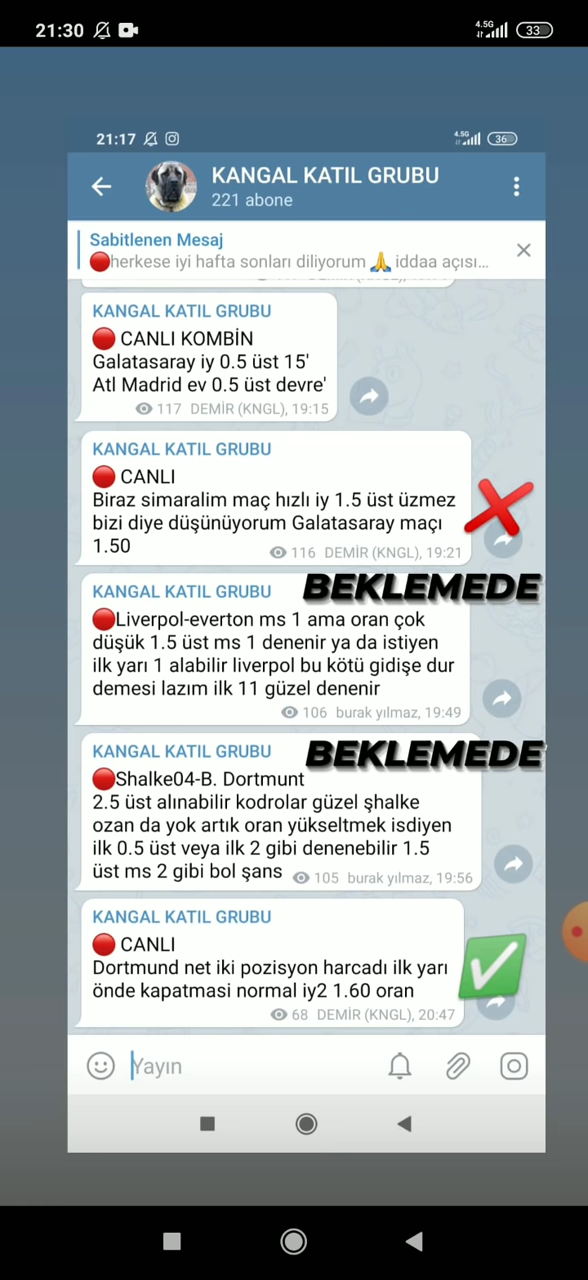 21:30
4.5G
33
21:17
4.5G
36
KANGAL KATIL GRUBU
221 abone
Sabitlenen Mesaj
🔴herkese iyi hafta sonları diliyorum 🙏 iddaa açısı...
KANGAL KATIL GRUBU
🔴 CANLI KOMBİN
Galatasaray iy 0.5 üst 15'
Atl Madrid ev 0.5 üst devre'
117 DEMİR (KNGL), 19:15
KANGAL KATIL GRUBU
🔴 CANLI
Biraz simaralim maç hızlı iy 1.5 üst üzmez
bizi diye düşünüyorum Galatasaray maçı
1.50
116 DEMİR (KNGL), 19:21
KANGAL KATIL GRUBU
BEKLEMEDE
🔴Liverpol-everton ms 1 ama oran çok
düşük 1.5 üst ms 1 denenir ya da istiyen
ilk yarı 1 alabilir liverpol bu kötü gidişe dur
demesi lazım ilk 11 güzel denenir
106 burak yılmaz, 19:49
KANGAL KATIL GRUBU
BEKLEMEDE
🔴Shalke04-B. Dortmunt
2.5 üst alınabilir kodrolar güzel şhalke
ozan da yok artık oran yükseltmek isdiyen
ilk 0.5 üst veya ilk 2 gibi denenebilir 1.5
üst ms 2 gibi bol şans
105 burak yılmaz, 19:56
KANGAL KATIL GRUBU
🔴 CANLI
Dortmund net iki pozisyon harcadı ilk yarı
önde kapatmasi normal iy2 1.60 oran
68 DEMİR (KNGL), 20:47
Yayın